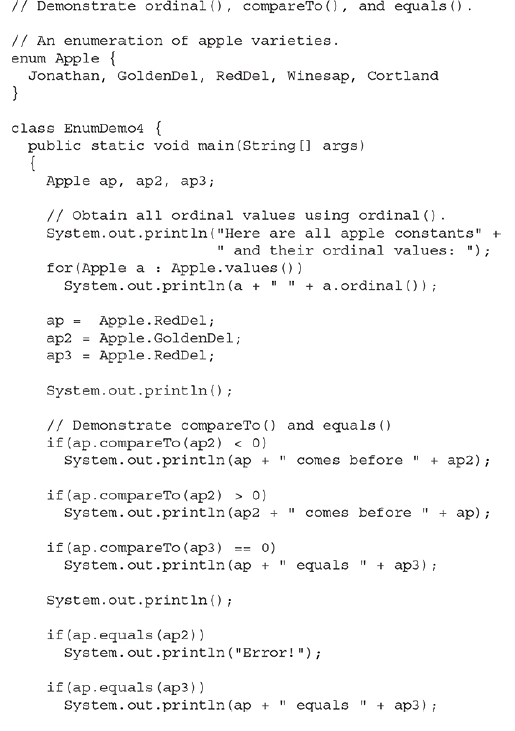 // Demonstrate ordinal(), compareTo(), and equals().

// An enumeration of apple varieties.
enum Apple {
  Jonathan, GoldenDel, RedDel, Winesap, Cortland
}

class EnumDemo4 {
  public static void main(String[] args)
  {
    Apple ap, ap2, ap3;

    // Obtain all ordinal values using ordinal().
    System.out.println("Here are all apple constants" +
                       " and their ordinal values: ");
    for(Apple a : Apple.values())
      System.out.println(a + " " + a.ordinal());

    ap =  Apple.RedDel;
    ap2 = Apple.GoldenDel;
    ap3 = Apple.RedDel;

    System.out.println();

    // Demonstrate compareTo() and equals()
    if(ap.compareTo(ap2) < 0)
      System.out.println(ap + " comes before " + ap2);

    if(ap.compareTo(ap2) > 0)
      System.out.println(ap2 + " comes before " + ap);

    if(ap.compareTo(ap3) == 0)
      System.out.println(ap + " equals " + ap3);

    System.out.println();

    if(ap.equals(ap2))
      System.out.println("Error!");

    if(ap.equals(ap3))
      System.out.println(ap + " equals " + ap3);